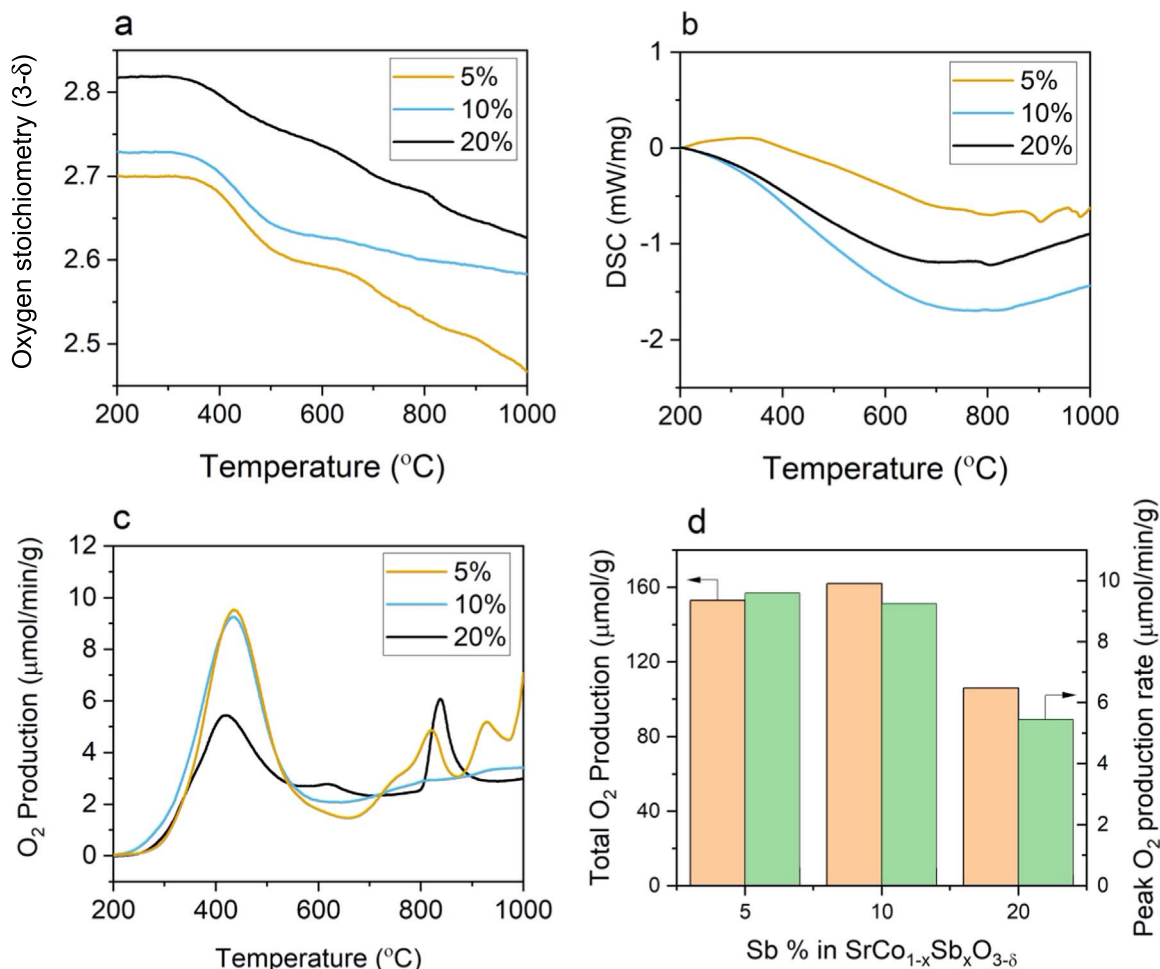 a
Oxygen stoichiometry (3-δ)
2.8
2.7
2.6
2.5
5%
10%
20%
200 400 600 800 1000
Temperature (°C)
b
DSC (mW/mg)
1
0
-1
-2
5%
10%
20%
200 400 600 800 1000
Temperature (°C)
c
O₂ Production (μmol/min/g)
12
10
8
6
4
2
0
5%
10%
20%
200 400 600 800 1000
Temperature (°C)
d
Total O₂ Production (μmol/g)
160
120
80
40
0
10
8
6
4
2
0
Peak O₂ production rate (μmol/min/g)
5 10 20
Sb % in SrCo₁₋ₓSbₓO₃₋δ